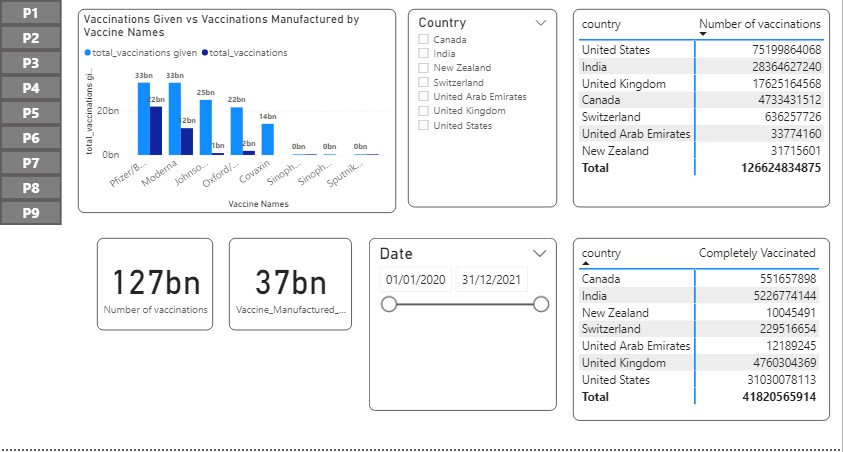 P1
P2
P3
P4
P5
P6
P7
P8
P9
Vaccinations Given vs Vaccinations Manufactured by
Vaccine Names
total_vaccinations given total_vaccinations
total_vaccinations gi...
20bn
0bn
33bn
22bn
33bn
12bn
25bn
1bn
22bn
2bn
14bn
0bn
0bn
0bn
Pfizer/B...
Moderna
Johnso...
Oxford/...
Covaxin
Sinoph...
Sinoph...
Sputnik...
Vaccine Names
Country
Canada
India
New Zealand
Switzerland
United Arab Emirates
United Kingdom
United States
country Number of vaccinations
United States 75199864068
India 28364627240
United Kingdom 17625164568
Canada 4733431512
Switzerland 636257726
United Arab Emirates 33774160
New Zealand 31715601
Total 126624834875
127bn
Number of vaccinations
37bn
Vaccine_Manufactured_...
Date
01/01/2020 31/12/2021
country Completely Vaccinated
Canada 551657898
India 5226774144
New Zealand 10045491
Switzerland 229516654
United Arab Emirates 12189245
United Kingdom 4760304369
United States 31030078113
Total 41820565914